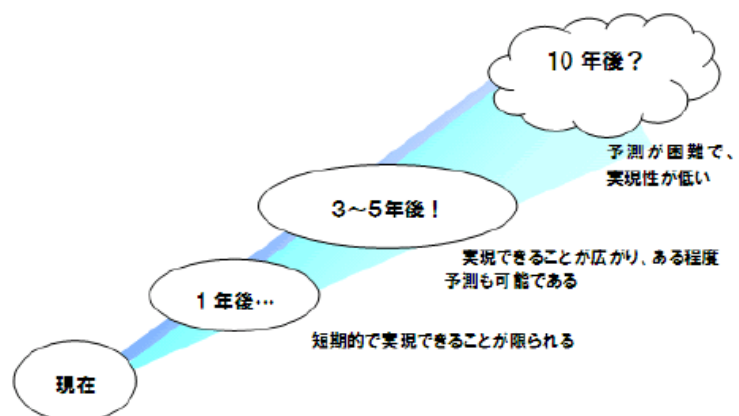 10 年後?
予測が困難で、
実現性が低い
3~5年後!
実現できることが広がり、ある程度
予測も可能である
1 年後…
短期的で実現できることが限られる
現在